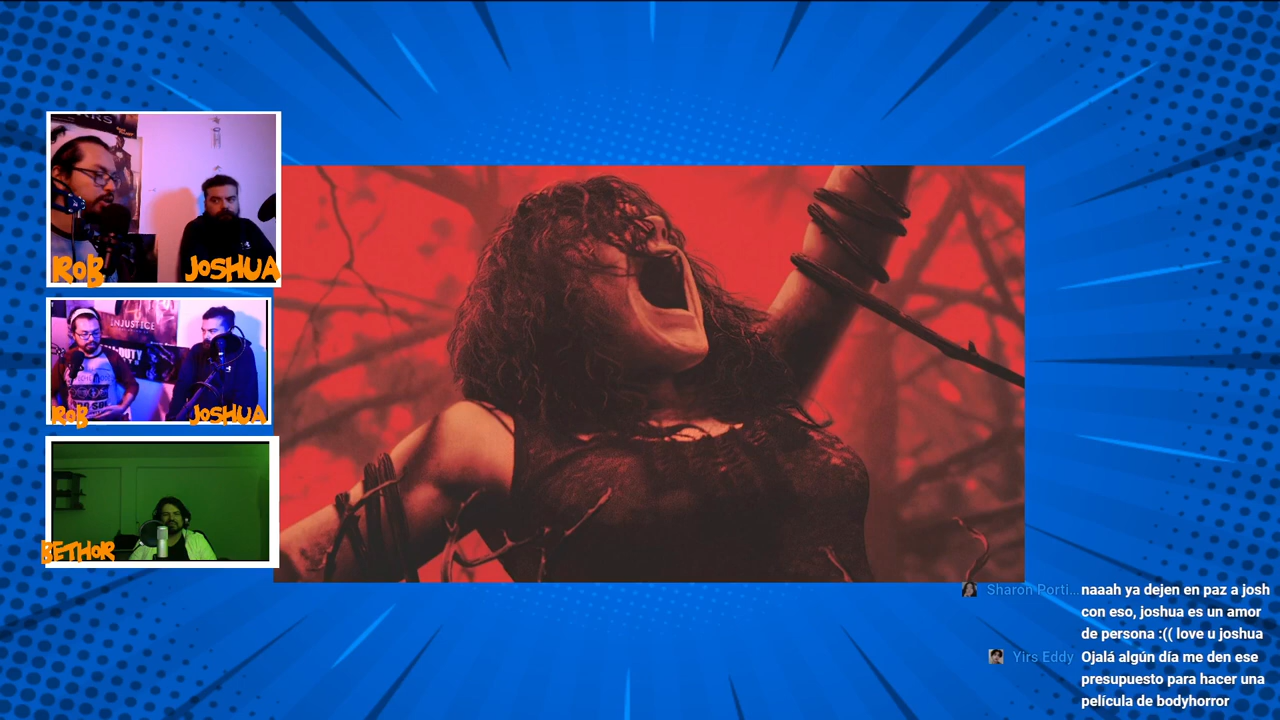 ROB
JOSHUA
INJUSTICE
ROB
JOSHUA
BETHOR
Sharon Porti... naaah ya dejen en paz a josh
con eso, joshua es un amor
de persona :(( love u joshua
Yirs Eddy Ojalá algún día me den ese
presupuesto para hacer una
película de bodyhorror